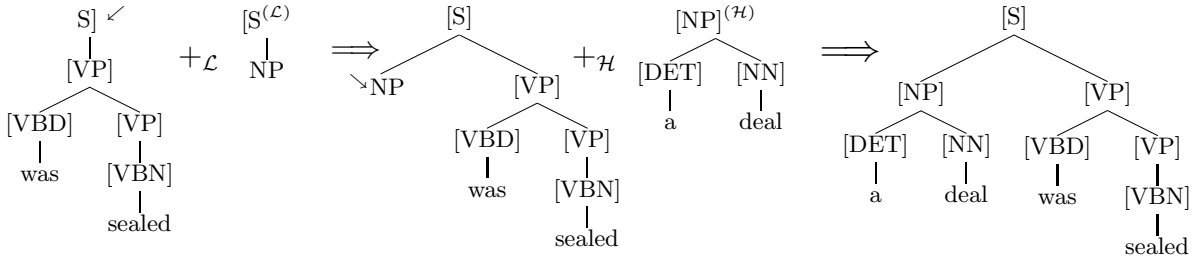 S] ↙ [S^(ℒ) [S] [NP]^(ℋ) [S]
+ℒ ⟹ +ℋ ⟹
[VP] NP ↘NP [VP] [DET] [NN] [NP] [VP]
[VBD] [VP] [VBD] [VP] a deal [DET] [NN] [VBD] [VP]
was [VBN] was [VBN] a deal was [VBN]
sealed sealed sealed